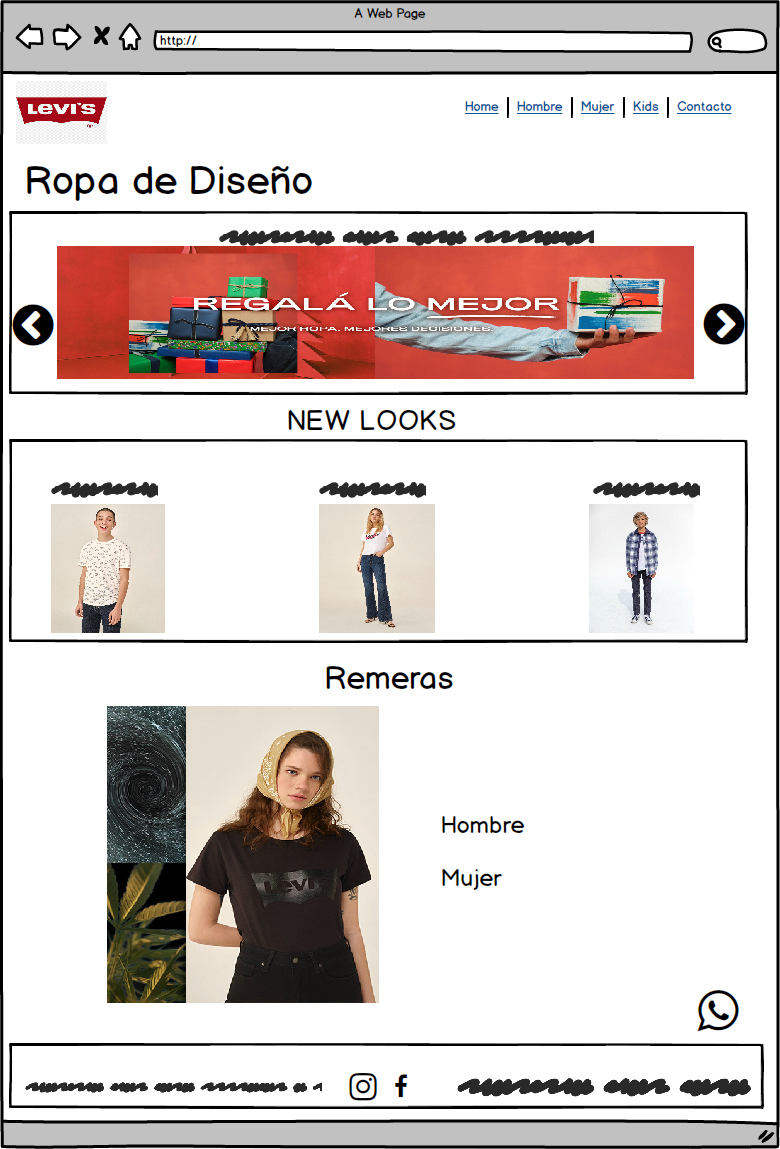 A Web Page
http://
LEVI'S
Home Hombre Mujer Kids Contacto
Ropa de Diseño
REGALÁ LO MEJOR
MEJOR ROPA. MEJORES DECISIONES.
NEW LOOKS
Remeras
Levi's
Hombre
Mujer